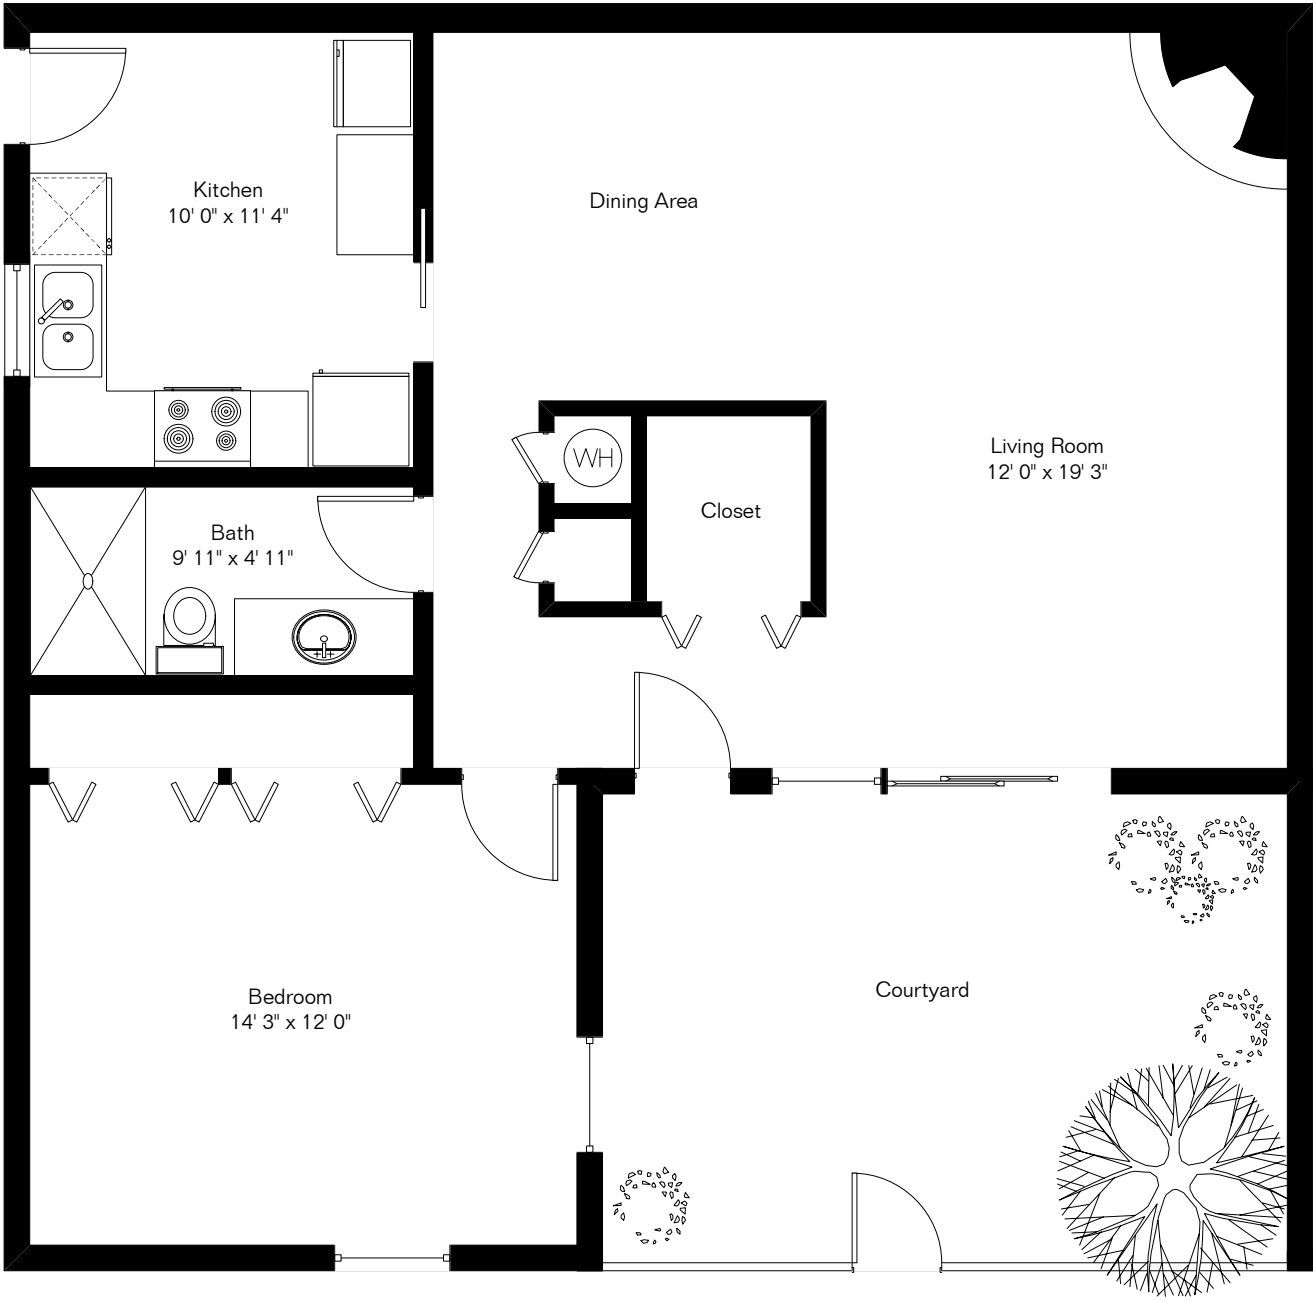 Kitchen
10' 0" x 11' 4"
Dining Area
Living Room
12' 0" x 19' 3"
WH
Closet
Bath
9' 11" x 4' 11"
Bedroom
14' 3" x 12' 0"
Courtyard